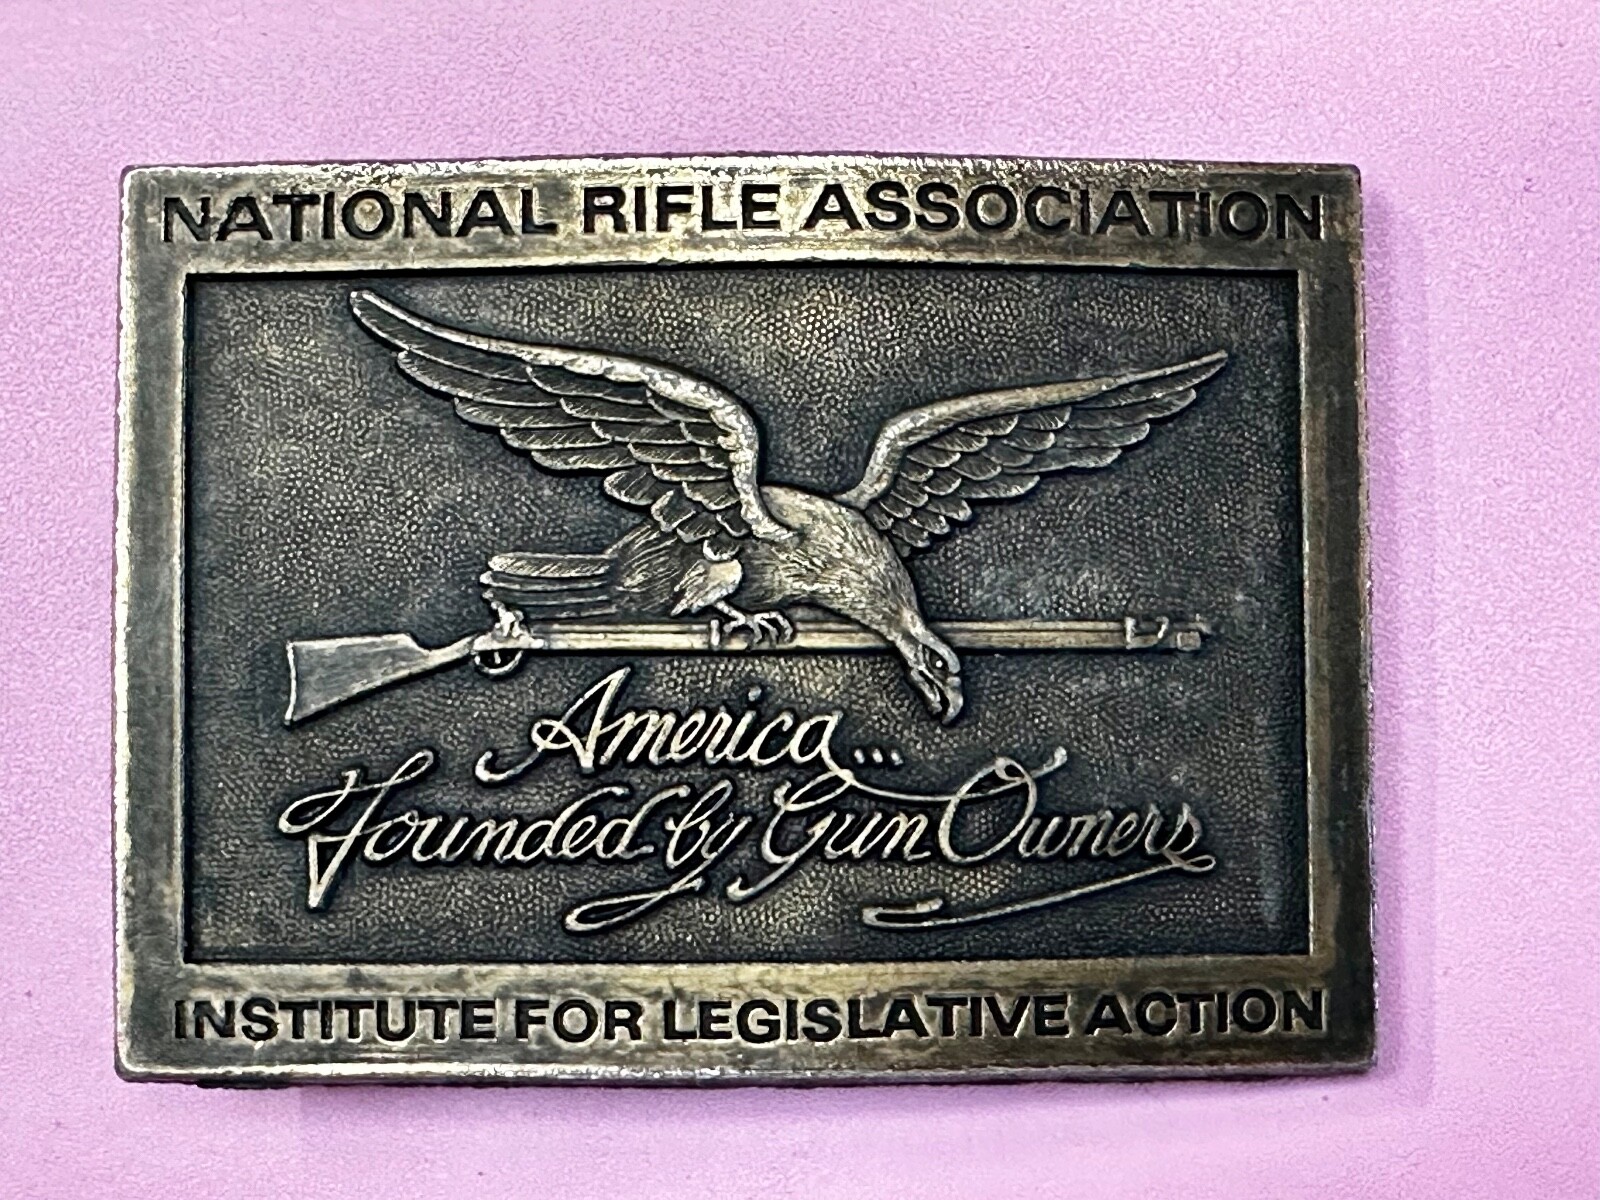 NATIONAL RIFLE ASSOCIATION
America...
Founded by Gun Owners
INSTITUTE FOR LEGISLATIVE ACTION